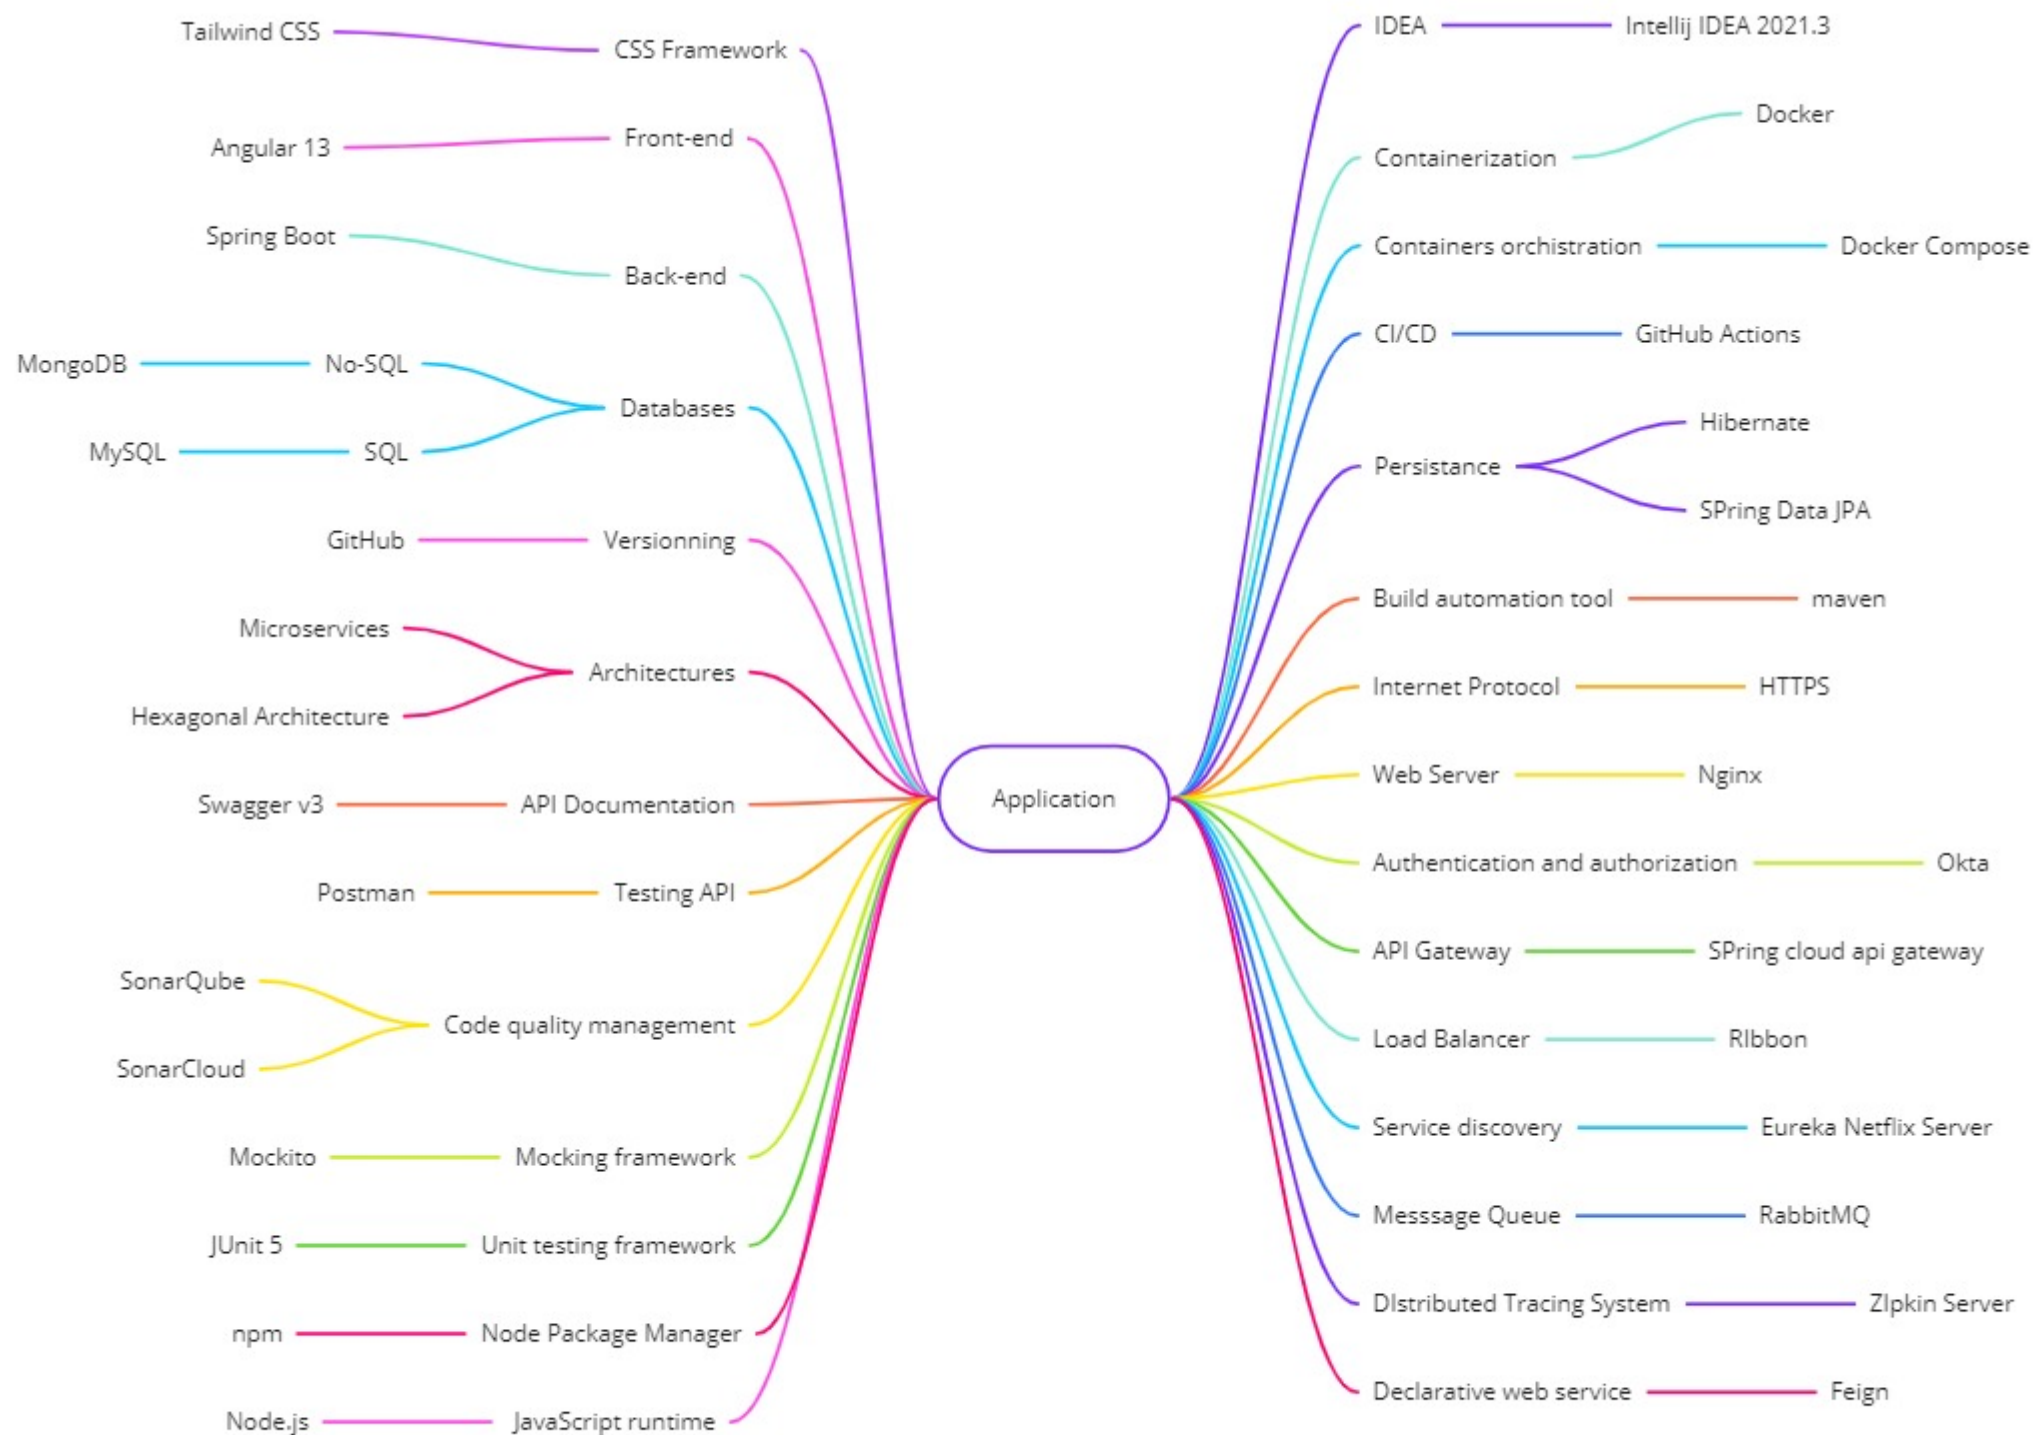 Tailwind CSS
CSS Framework
Angular 13
Front-end
Spring Boot
Back-end
MongoDB
No-SQL
Databases
MySQL
SQL
GitHub
Versionning
Microservices
Architectures
Hexagonal Architecture
Swagger v3
API Documentation
Postman
Testing API
SonarQube
Code quality management
SonarCloud
Mockito
Mocking framework
JUnit 5
Unit testing framework
npm
Node Package Manager
Node.js
JavaScript runtime
Application
IDEA
Intellij IDEA 2021.3
Containerization
Docker
Containers orchistration
Docker Compose
CI/CD
GitHub Actions
Persistance
Hibernate
SPring Data JPA
Build automation tool
maven
Internet Protocol
HTTPS
Web Server
Nginx
Authentication and authorization
Okta
API Gateway
SPring cloud api gateway
Load Balancer
RIbbon
Service discovery
Eureka Netflix Server
Messsage Queue
RabbitMQ
DIstributed Tracing System
ZIpkin Server
Declarative web service
Feign